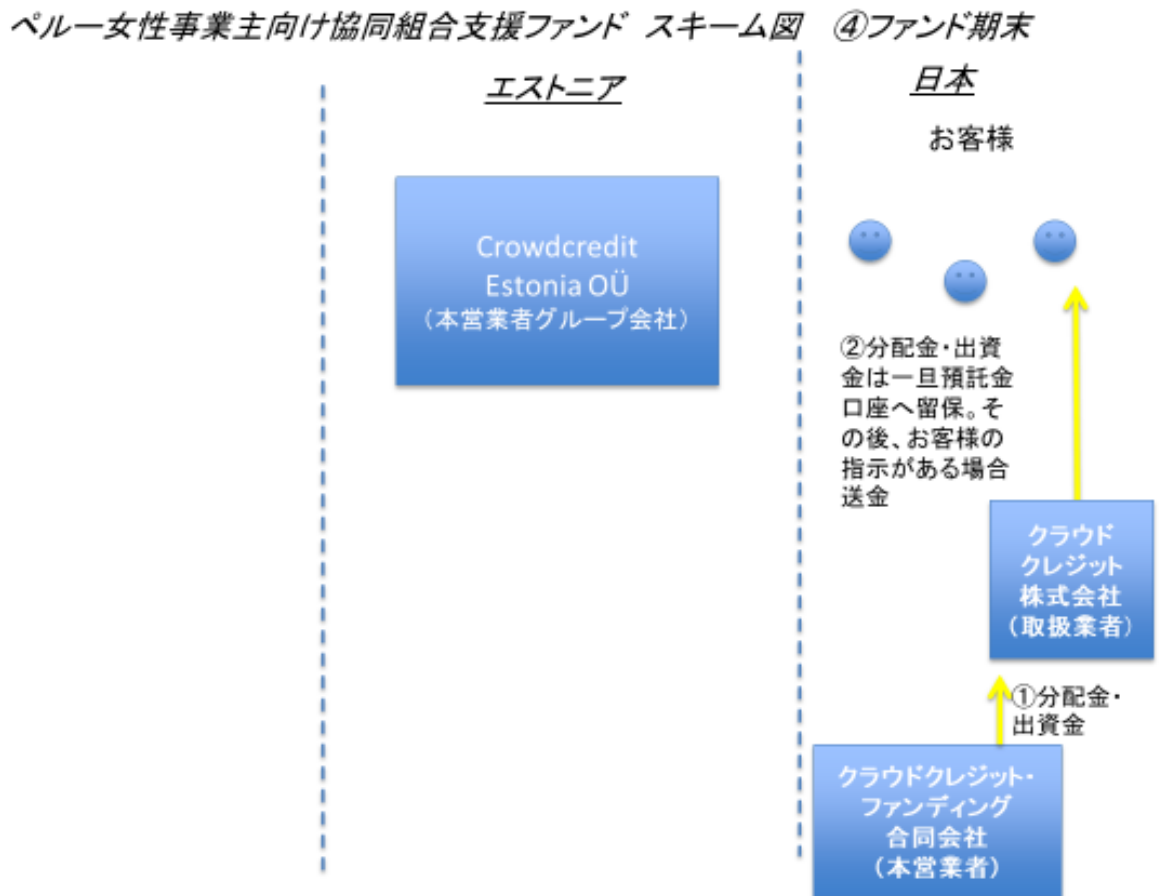 ペルー女性事業主向け協同組合支援ファンド スキーム図 ④ファンド期末
エストニア
日本
お客様
Crowdcredit
Estonia OÜ
（本営業者グループ会社）
②分配金・出資
金は一旦預託金
口座へ留保。そ
の後、お客様の
指示がある場合
送金
クラウド
クレジット
株式会社
（取扱業者）
①分配金・
出資金
クラウドクレジット・
ファンディング
合同会社
（本営業者）